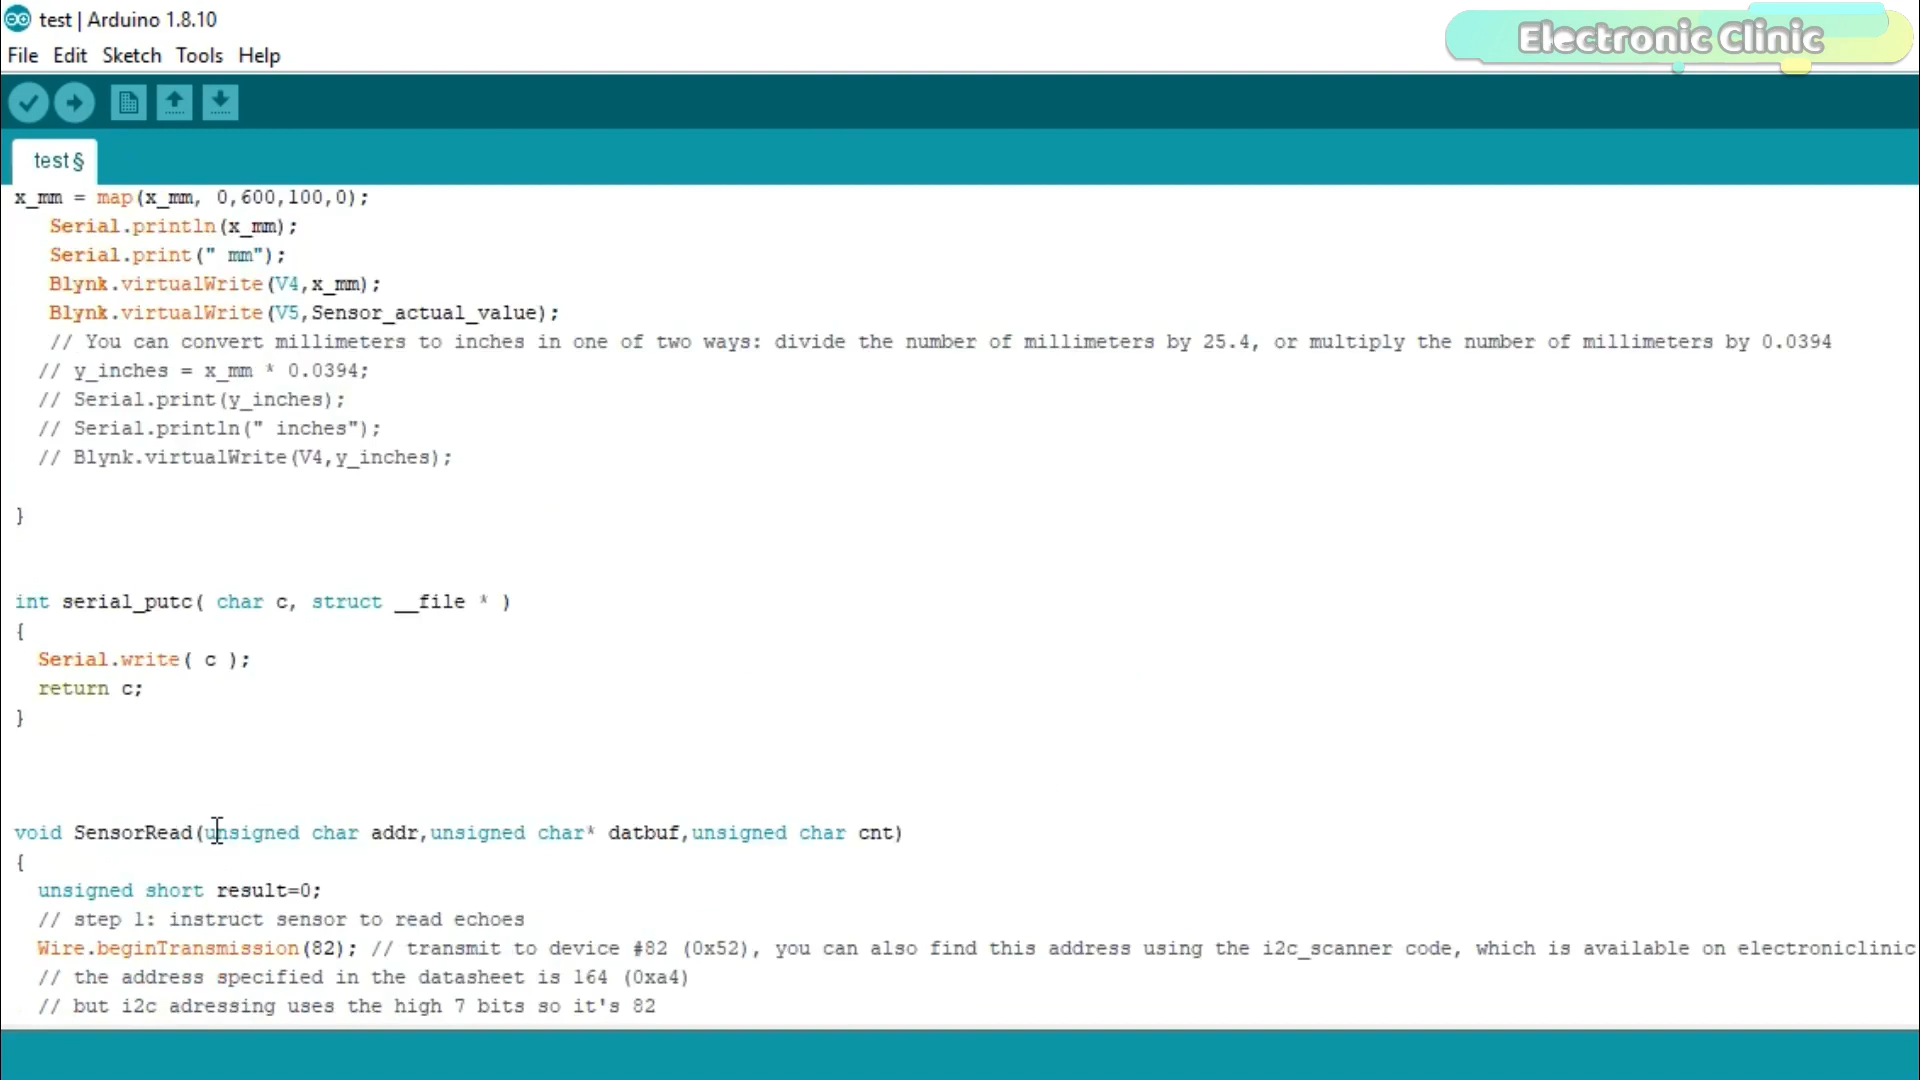 test | Arduino 1.8.10
Electronic Clinic
File Edit Sketch Tools Help
test§
x_mm = map(x_mm, 0,600,100,0);
Serial.println(x_mm);
Serial.print(" mm");
Blynk.virtualWrite(V4,x_mm);
Blynk.virtualWrite(V5,Sensor_actual_value);
// You can convert millimeters to inches in one of two ways: divide the number of millimeters by 25.4, or multiply the number of millimeters by 0.0394
// y_inches = x_mm * 0.0394;
// Serial.print(y_inches);
// Serial.println(" inches");
// Blynk.virtualWrite(V4,y_inches);
}
int serial_putc( char c, struct __file * )
{
Serial.write( c );
return c;
}
void SensorRead(unsigned char addr,unsigned char* datbuf,unsigned char cnt)
{
unsigned short result=0;
// step 1: instruct sensor to read echoes
Wire.beginTransmission(82); // transmit to device #82 (0x52), you can also find this address using the i2c_scanner code, which is available on electroniclinic
// the address specified in the datasheet is 164 (0xa4)
// but i2c adressing uses the high 7 bits so it's 82